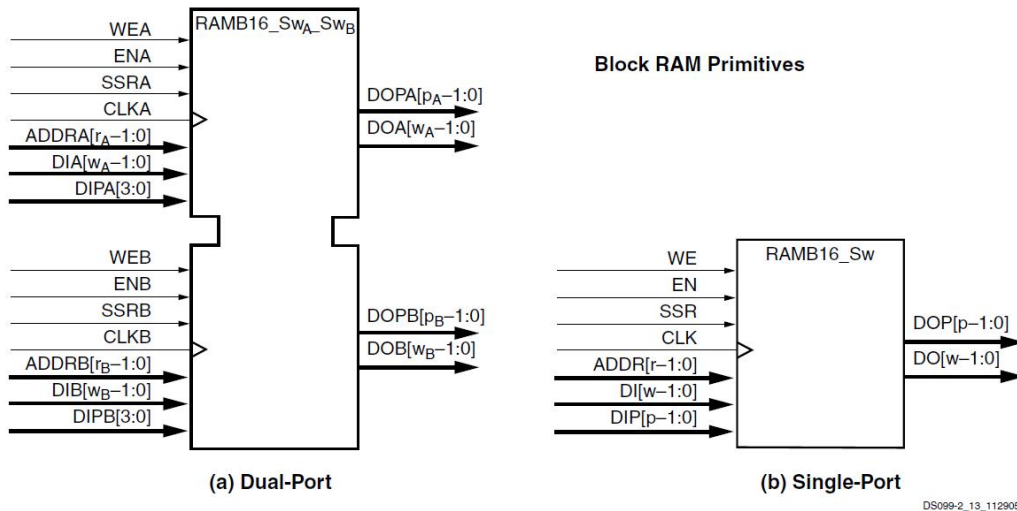 WEA
ENA
SSRA
CLKA
ADDRA[rA–1:0]
DIA[wA–1:0]
DIPA[3:0]
RAMB16_SwA_SwB
DOPA[pA–1:0]
DOA[wA–1:0]
WEB
ENB
SSRB
CLKB
ADDRB[rB–1:0]
DIB[wB–1:0]
DIPB[3:0]
DOPB[pB–1:0]
DOB[wB–1:0]
(a) Dual-Port
Block RAM Primitives
WE
EN
SSR
CLK
ADDR[r–1:0]
DI[w–1:0]
DIP[p–1:0]
RAMB16_Sw
DOP[p–1:0]
DO[w–1:0]
(b) Single-Port
DS099-2_13_112905